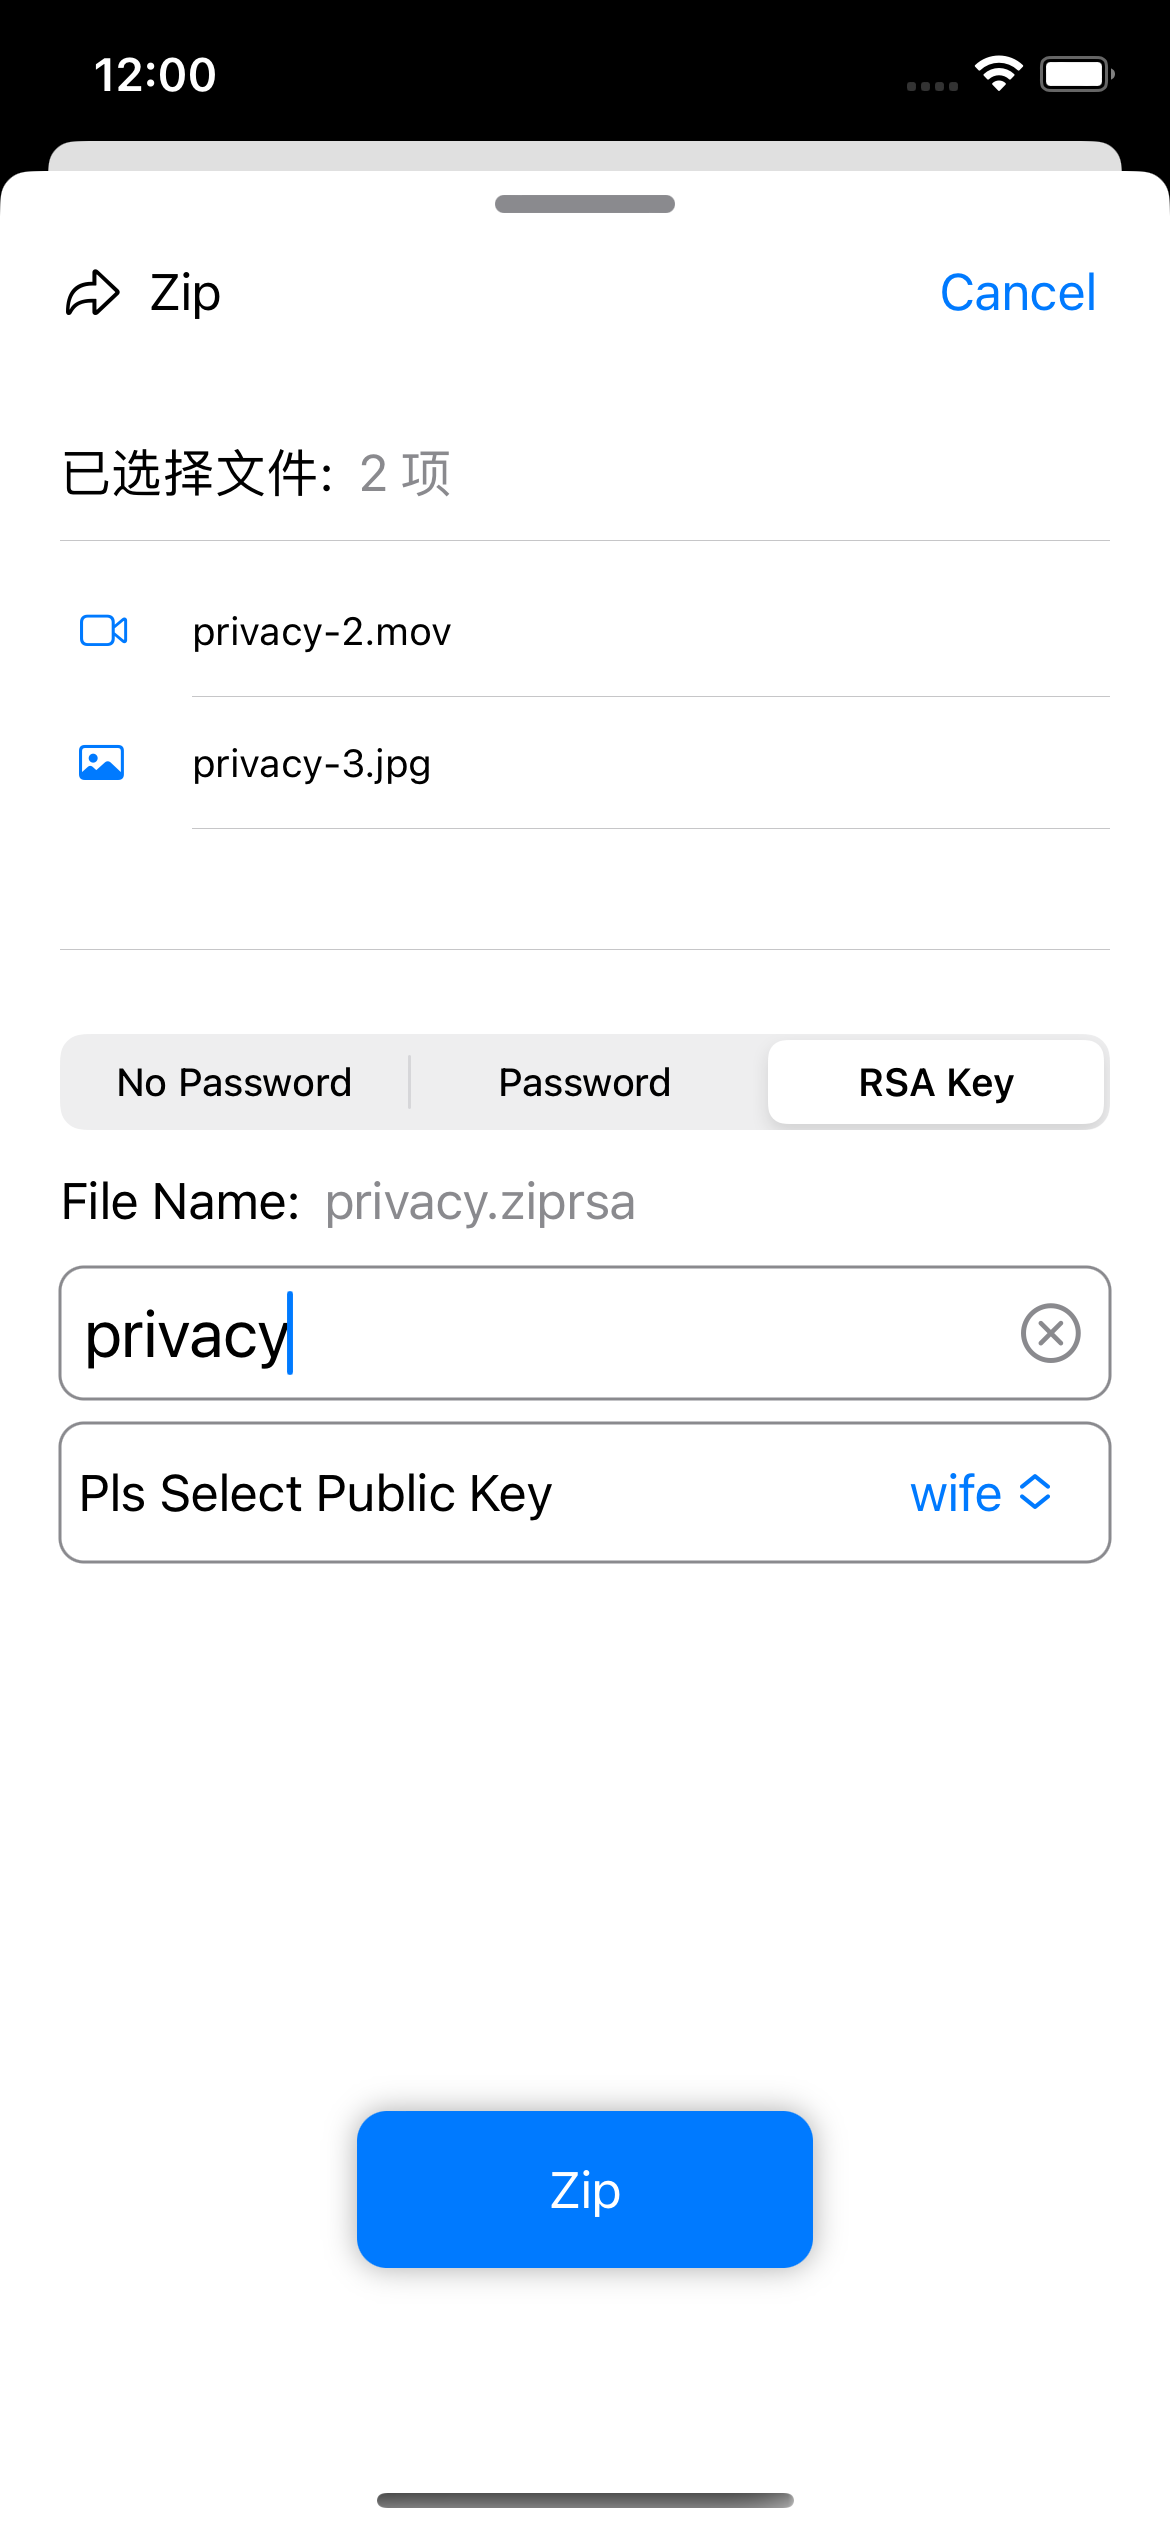 12:00
Zip
Cancel
已选择文件: 2 项
privacy-2.mov
privacy-3.jpg
No Password
Password
RSA Key
File Name: privacy.ziprsa
privacy
Pls Select Public Key
wife
Zip